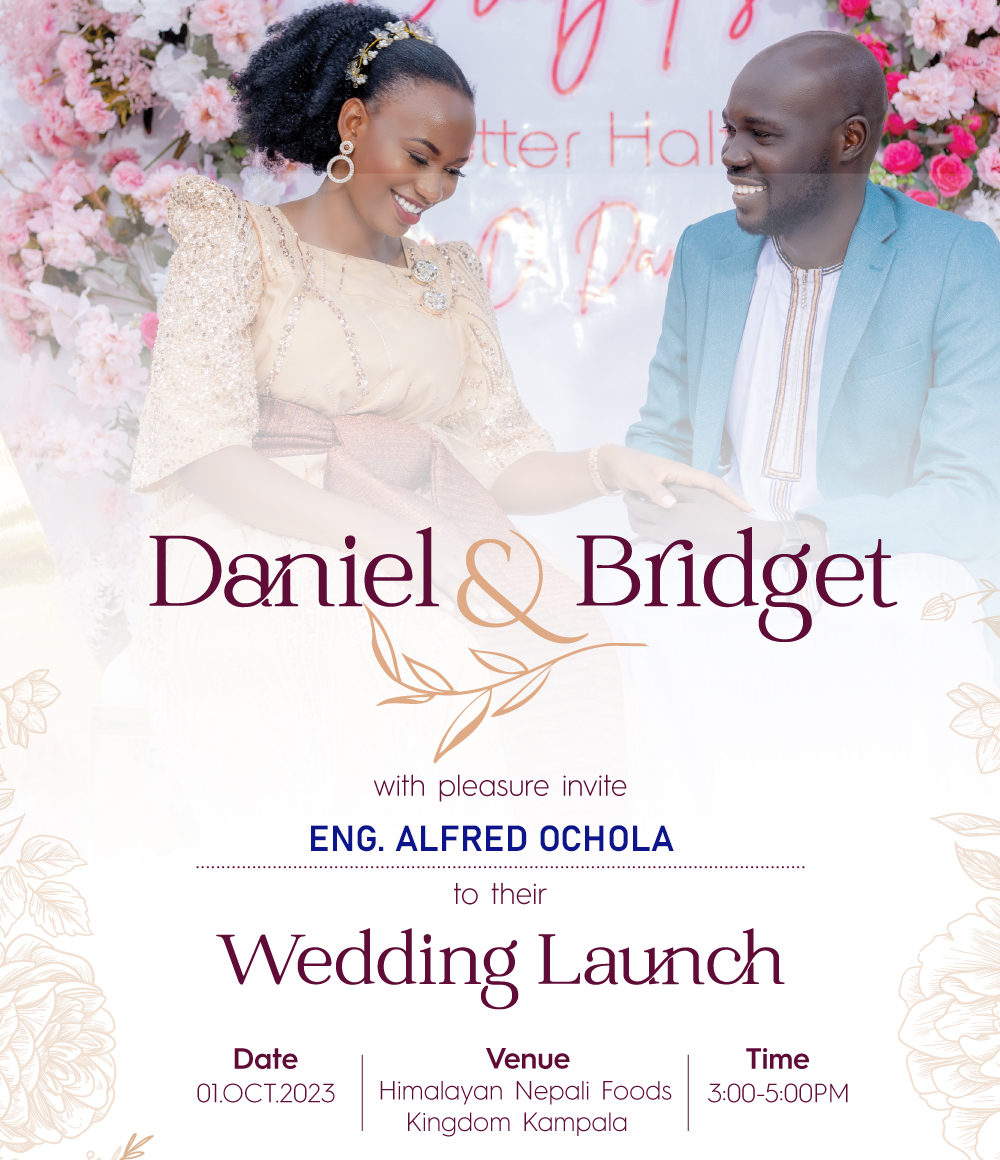 Half
Daniel & Bridget
with pleasure invite
ENG. ALFRED OCHOLA
to their
Wedding Launch
Date
01.OCT.2023
Venue
Himalayan Nepali Foods
Kingdom Kampala
Time
3:00-5:00PM